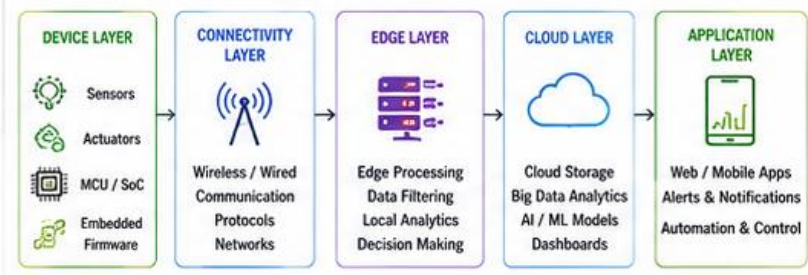 DEVICE LAYER
Sensors
Actuators
MCU / SoC
Embedded
Firmware
CONNECTIVITY
LAYER
Wireless / Wired
Communication
Protocols
Networks
EDGE LAYER
Edge Processing
Data Filtering
Local Analytics
Decision Making
CLOUD LAYER
Cloud Storage
Big Data Analytics
AI / ML Models
Dashboards
APPLICATION
LAYER
Web / Mobile Apps
Alerts & Notifications
Automation & Control